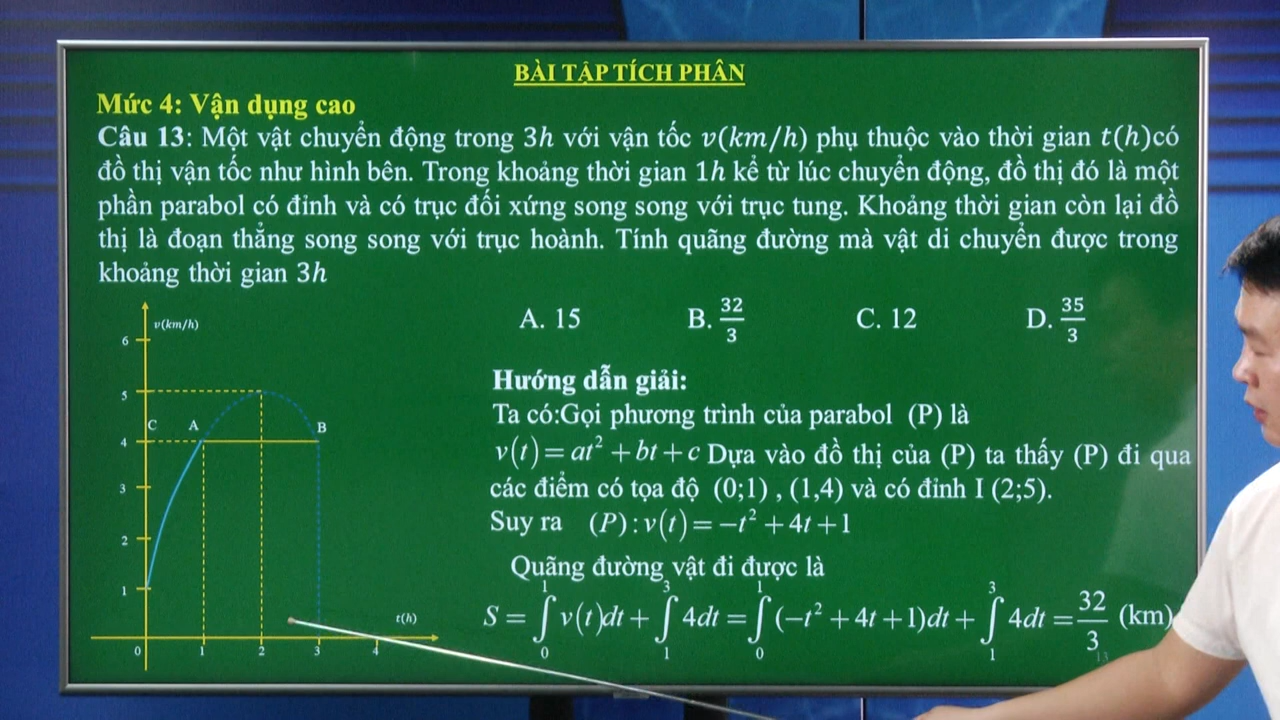 BÀI TẬP TÍCH PHÂN
Mức 4: Vận dụng cao
Câu 13: Một vật chuyển động trong 3h với vận tốc v(km/h) phụ thuộc vào thời gian t(h)có
đồ thị vận tốc như hình bên. Trong khoảng thời gian 1h kể từ lúc chuyển động, đồ thị đó là một
phần parabol có đỉnh và có trục đối xứng song song với trục tung. Khoảng thời gian còn lại đồ
thị là đoạn thẳng song song với trục hoành. Tính quãng đường mà vật di chuyển được trong
khoảng thời gian 3h
A. 15 B. 32/3 C. 12 D. 35/3
v(km/h)
6
5
C A B
4
3
2
1
t(h)
0 1 2 3 4
Hướng dẫn giải:
Ta có:Gọi phương trình của parabol (P) là
v(t) = at² + bt + c Dựa vào đồ thị của (P) ta thấy (P) đi qua
các điểm có tọa độ (0;1) , (1,4) và có đỉnh I (2;5).
Suy ra (P): v(t) = −t² + 4t + 1
Quãng đường vật đi được là
S = ∫₀¹ v(t)dt + ∫₁³ 4dt = ∫₀¹ (−t² + 4t + 1)dt + ∫₁³ 4dt = 32/3 (km)
13